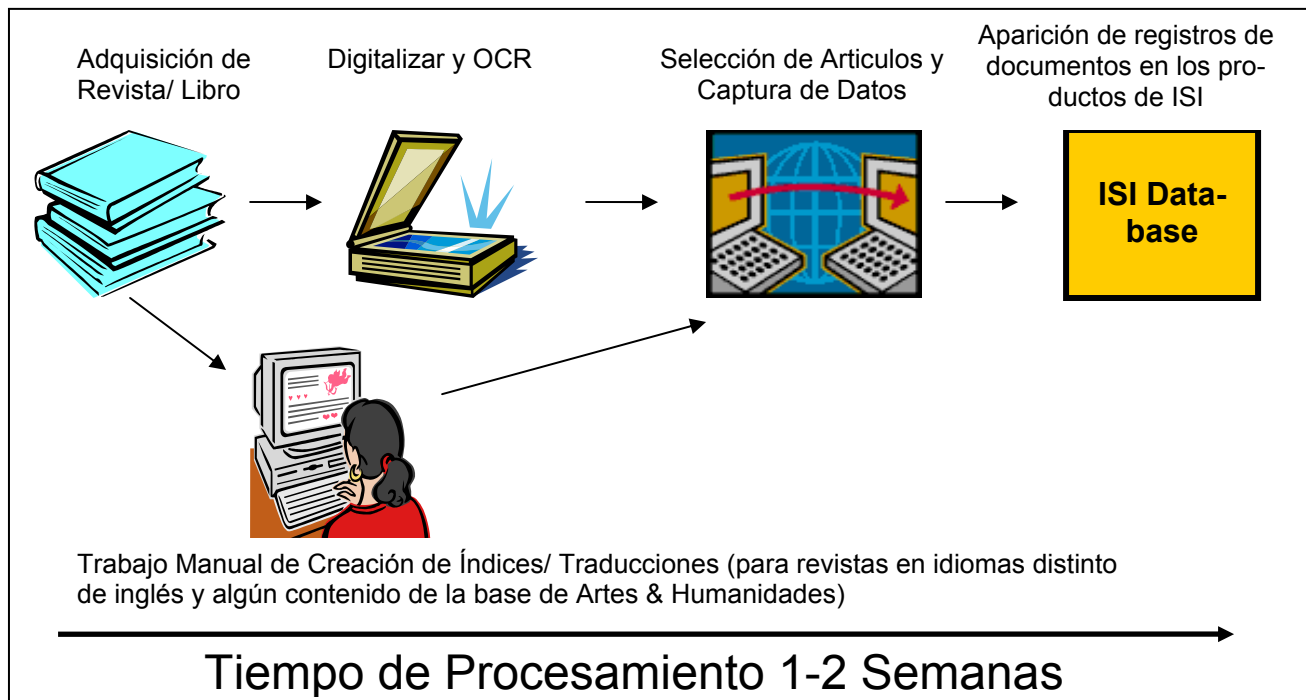 Adquisición de
Revista/ Libro
Digitalizar y OCR
Selección de Articulos y
Captura de Datos
Aparición de registros de
documentos en los pro-
ductos de ISI
ISI Data-
base
Trabajo Manual de Creación de Índices/ Traducciones (para revistas en idiomas distinto
de inglés y algún contenido de la base de Artes & Humanidades)
Tiempo de Procesamiento 1-2 Semanas